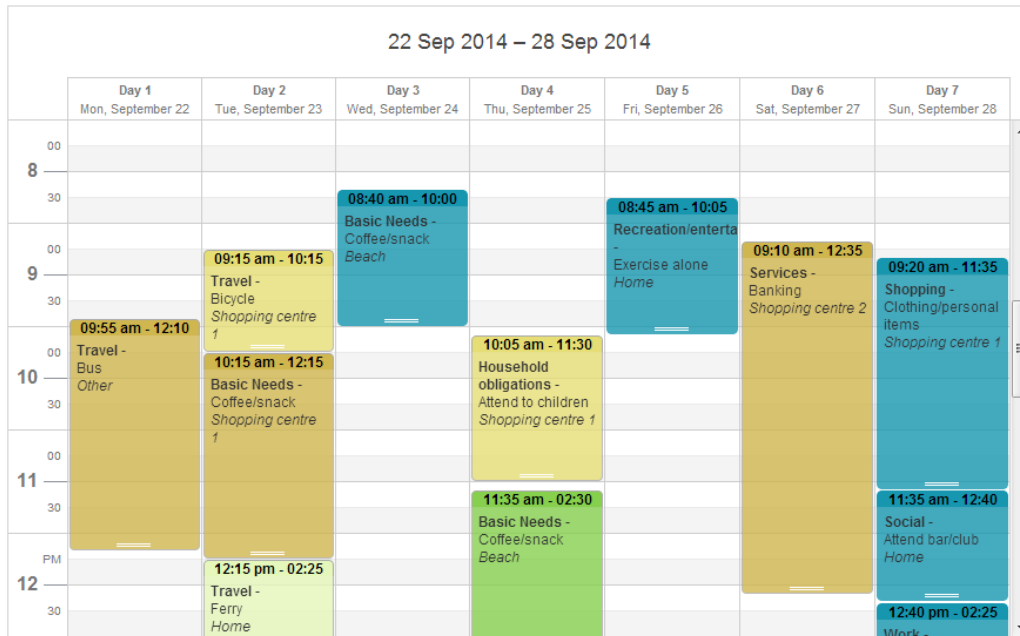 22 Sep 2014 – 28 Sep 2014
Day 1
Mon, September 22
Day 2
Tue, September 23
Day 3
Wed, September 24
Day 4
Thu, September 25
Day 5
Fri, September 26
Day 6
Sat, September 27
Day 7
Sun, September 28
00
8
30
00
9
30
00
10
30
00
11
30
PM
12
30
09:55 am - 12:10
Travel -
Bus
Other
09:15 am - 10:15
Travel -
Bicycle
Shopping centre
1
10:15 am - 12:15
Basic Needs -
Coffee/snack
Shopping centre
1
12:15 pm - 02:25
Travel -
Ferry
Home
08:40 am - 10:00
Basic Needs -
Coffee/snack
Beach
10:05 am - 11:30
Household
obligations -
Attend to children
Shopping centre 1
11:35 am - 02:30
Basic Needs -
Coffee/snack
Beach
08:45 am - 10:05
Recreation/enterta
-
Exercise alone
Home
09:10 am - 12:35
Services -
Banking
Shopping centre 2
09:20 am - 11:35
Shopping -
Clothing/personal
items
Shopping centre 1
11:35 am - 12:40
Social -
Attend bar/club
Home
12:40 pm - 02:25
Work -